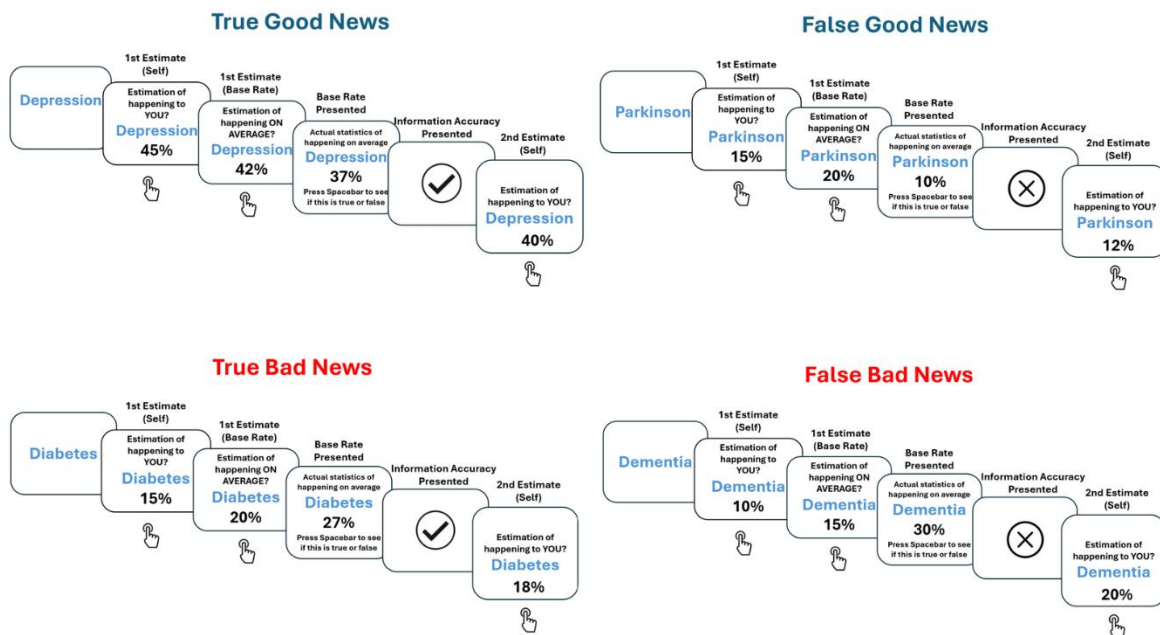 True Good News
Depression
1st Estimate
(Self)
Estimation of
happening to
YOU?
Depression
45%
1st Estimate
(Base Rate)
Estimation of
happening ON
AVERAGE?
Depression
42%
Base Rate
Presented
Actual statistics of
happening on average
Depression
37%
Press Spacebar to see
if this is true or false
Information Accuracy
Presented
2nd Estimate
(Self)
Estimation of
happening to YOU?
Depression
40%
False Good News
Parkinson
1st Estimate
(Self)
Estimation of
happening to
YOU?
Parkinson
15%
1st Estimate
(Base Rate)
Estimation of
happening ON
AVERAGE?
Parkinson
20%
Base Rate
Presented
Actual statistics of
happening on average
Parkinson
10%
Press Spacebar to see
if this is true or false
Information Accuracy
Presented
2nd Estimate
(Self)
Estimation of
happening to YOU?
Parkinson
12%
True Bad News
Diabetes
1st Estimate
(Self)
Estimation of
happening to
YOU?
Diabetes
15%
1st Estimate
(Base Rate)
Estimation of
happening ON
AVERAGE?
Diabetes
20%
Base Rate
Presented
Actual statistics of
happening on average
Diabetes
27%
Press Spacebar to see
if this is true or false
Information Accuracy
Presented
2nd Estimate
(Self)
Estimation of
happening to YOU?
Diabetes
18%
False Bad News
Dementia
1st Estimate
(Self)
Estimation of
happening to
YOU?
Dementia
10%
1st Estimate
(Base Rate)
Estimation of
happening ON
AVERAGE?
Dementia
15%
Base Rate
Presented
Actual statistics of
happening on average
Dementia
30%
Press Spacebar to see
if this is true or false
Information Accuracy
Presented
2nd Estimate
(Self)
Estimation of
happening to YOU?
Dementia
20%